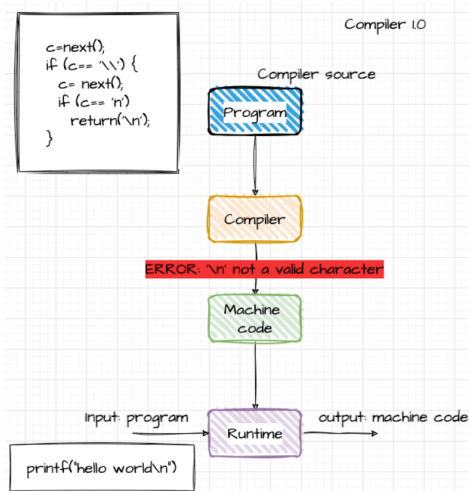 Compiler 1.0
c=next();
if (c== '\\') {
c= next();
if (c== 'n')
return('\n');
}
Compiler source
Program
Compiler
ERROR: '\n' not a valid character
Machine
code
Input: program
Runtime
output: machine code
printf("hello world\n")